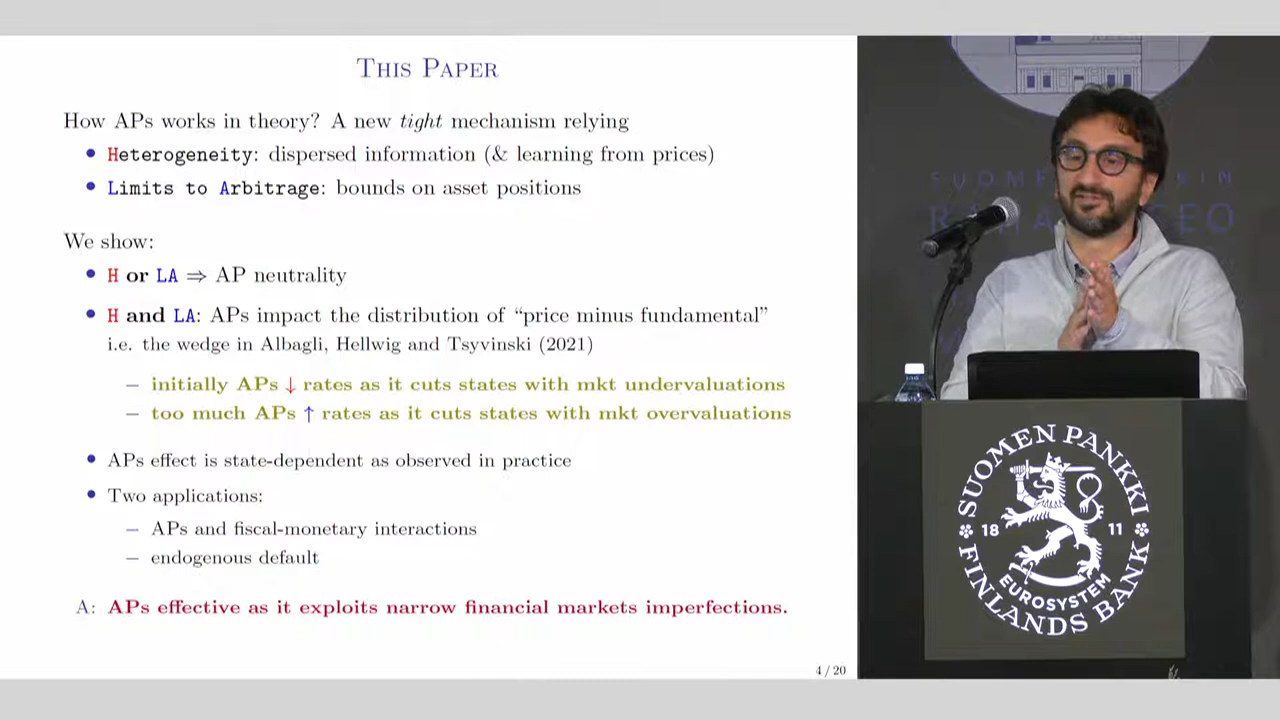 THIS PAPER
How APs works in theory? A new tight mechanism relying
• Heterogeneity: dispersed information (& learning from prices)
• Limits to Arbitrage: bounds on asset positions
We show:
• H or LA ⇒ AP neutrality
• H and LA: APs impact the distribution of “price minus fundamental”
i.e. the wedge in Albagli, Hellwig and Tsyvinski (2021)
– initially APs ↓ rates as it cuts states with mkt undervaluations
– too much APs ↑ rates as it cuts states with mkt overvaluations
• APs effect is state-dependent as observed in practice
• Two applications:
– APs and fiscal-monetary interactions
– endogenous default
A: APs effective as it exploits narrow financial markets imperfections.
4 / 20
SUOMEN PANKKI
18 11
EUROSYSTEM
FINLANDS BANK